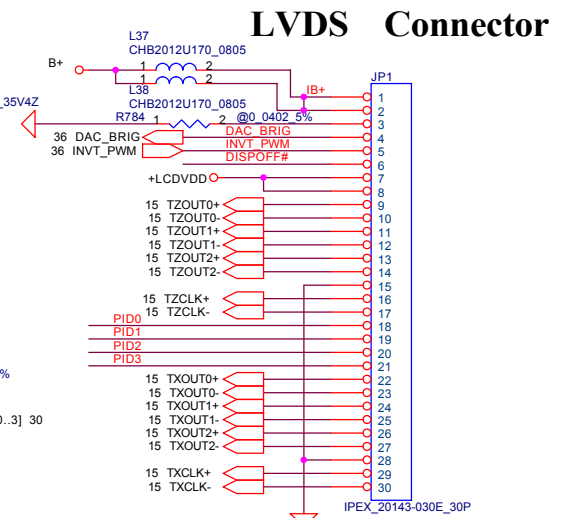 LVDS Connector
L37
CHB2012U170_0805
B+
1 2
1 2
IB+
JP1
L38
CHB2012U170_0805
_35V4Z
R784 1 2 @0_0402_5%
36 DAC_BRIG
DAC_BRIG
36 INVT_PWM
INVT_PWM
DISPOFF#
+LCDVDD
15 TZOUT0+
15 TZOUT0-
15 TZOUT1+
15 TZOUT1-
15 TZOUT2+
15 TZOUT2-
15 TZCLK+
15 TZCLK-
PID0
PID1
PID2
PID3
%
15 TXOUT0+
15 TXOUT0-
15 TXOUT1+
15 TXOUT1-
15 TXOUT2+
15 TXOUT2-
..3] 30
15 TXCLK+
15 TXCLK-
1
2
3
4
5
6
7
8
9
10
11
12
13
14
15
16
17
18
19
20
21
22
23
24
25
26
27
28
29
30
IPEX_20143-030E_30P